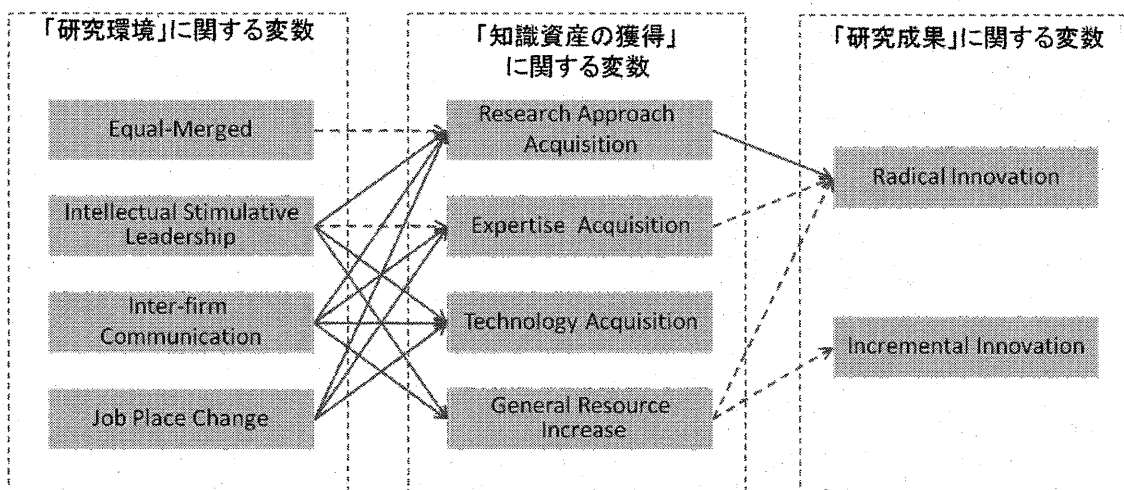 「研究環境」に関する変数
Equal-Merged
Intellectual Stimulative
Leadership
Inter-firm
Communication
Job Place Change
「知識資産の獲得」
に関する変数
Research Approach
Acquisition
Expertise Acquisition
Technology Acquisition
General Resource
Increase
「研究成果」に関する変数
Radical Innovation
Incremental Innovation